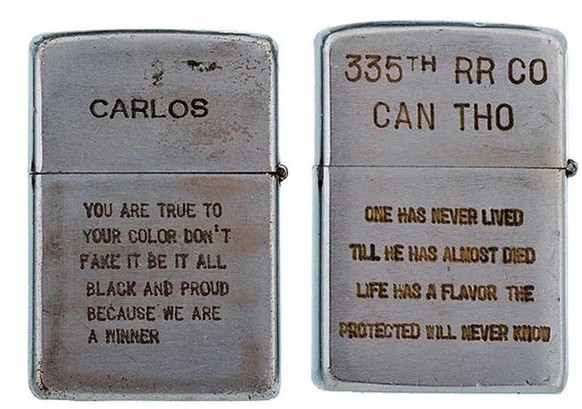 CARLOS
YOU ARE TRUE TO
YOUR COLOR DON'T
FAKE IT BE IT ALL
BLACK AND PROUD
BECAUSE WE ARE
A WINNER
335TH RR CO
CAN THO
ONE HAS NEVER LIVED
TILL HE HAS ALMOST DIED
LIFE HAS A FLAVOR THE
PROTECTED WILL NEVER KNOW